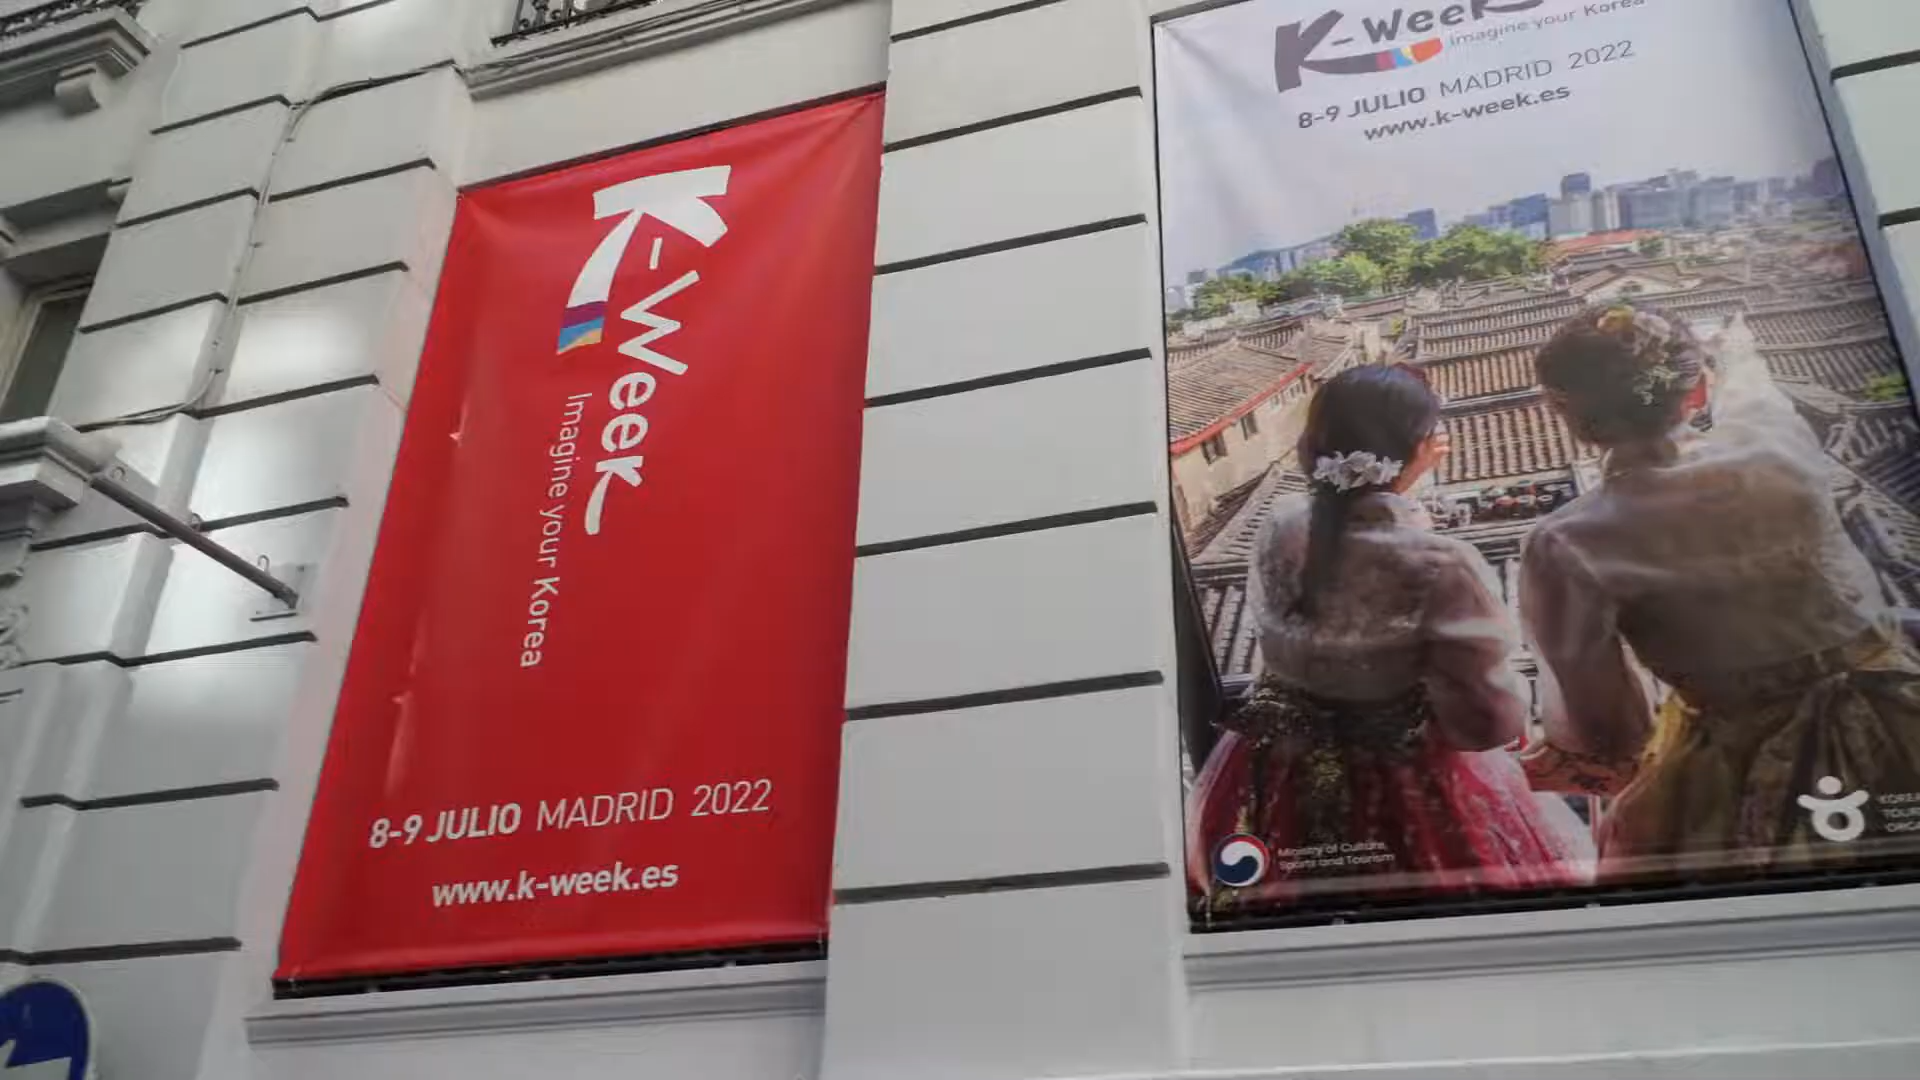 K-Week
Imagine your Korea
8-9 JULIO MADRID 2022
www.k-week.es
K-Week
Imagine your Korea
8-9 JULIO MADRID 2022
www.k-week.es
Ministry of Culture,
Sports and Tourism
KOREA